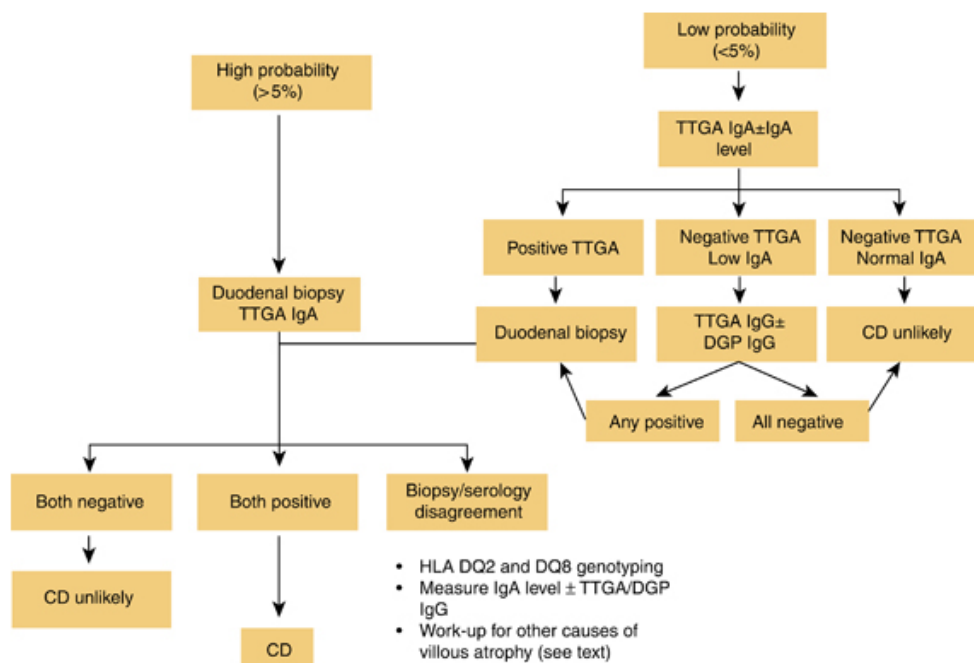 Low probability
(<5%)
High probability
(>5%)
TTGA IgA±IgA
level
Positive TTGA
Negative TTGA
Low IgA
Negative TTGA
Normal IgA
Duodenal biopsy
TTGA IgA
Duodenal biopsy
TTGA IgG±
DGP IgG
CD unlikely
Any positive
All negative
Both negative
Both positive
Biopsy/serology
disagreement
CD unlikely
CD
• HLA DQ2 and DQ8 genotyping
• Measure IgA level ± TTGA/DGP
IgG
• Work-up for other causes of
villous atrophy (see text)